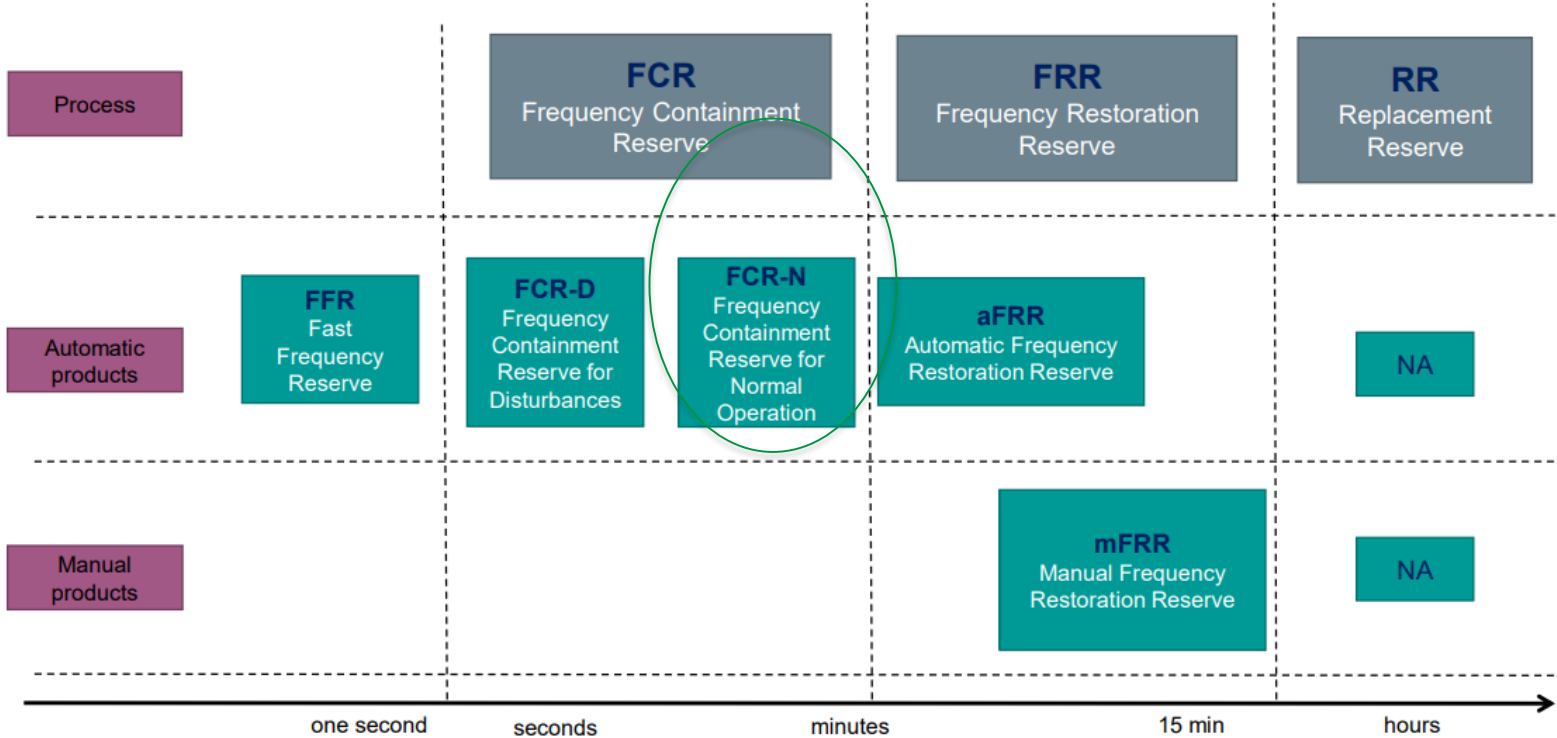 Process
FCR
Frequency Containment
Reserve
FRR
Frequency Restoration
Reserve
RR
Replacement
Reserve
Automatic
products
FFR
Fast
Frequency
Reserve
FCR-D
Frequency
Containment
Reserve for
Disturbances
FCR-N
Frequency
Containment
Reserve for
Normal
Operation
aFRR
Automatic Frequency
Restoration Reserve
NA
Manual
products
mFRR
Manual Frequency
Restoration Reserve
NA
one second
seconds
minutes
15 min
hours